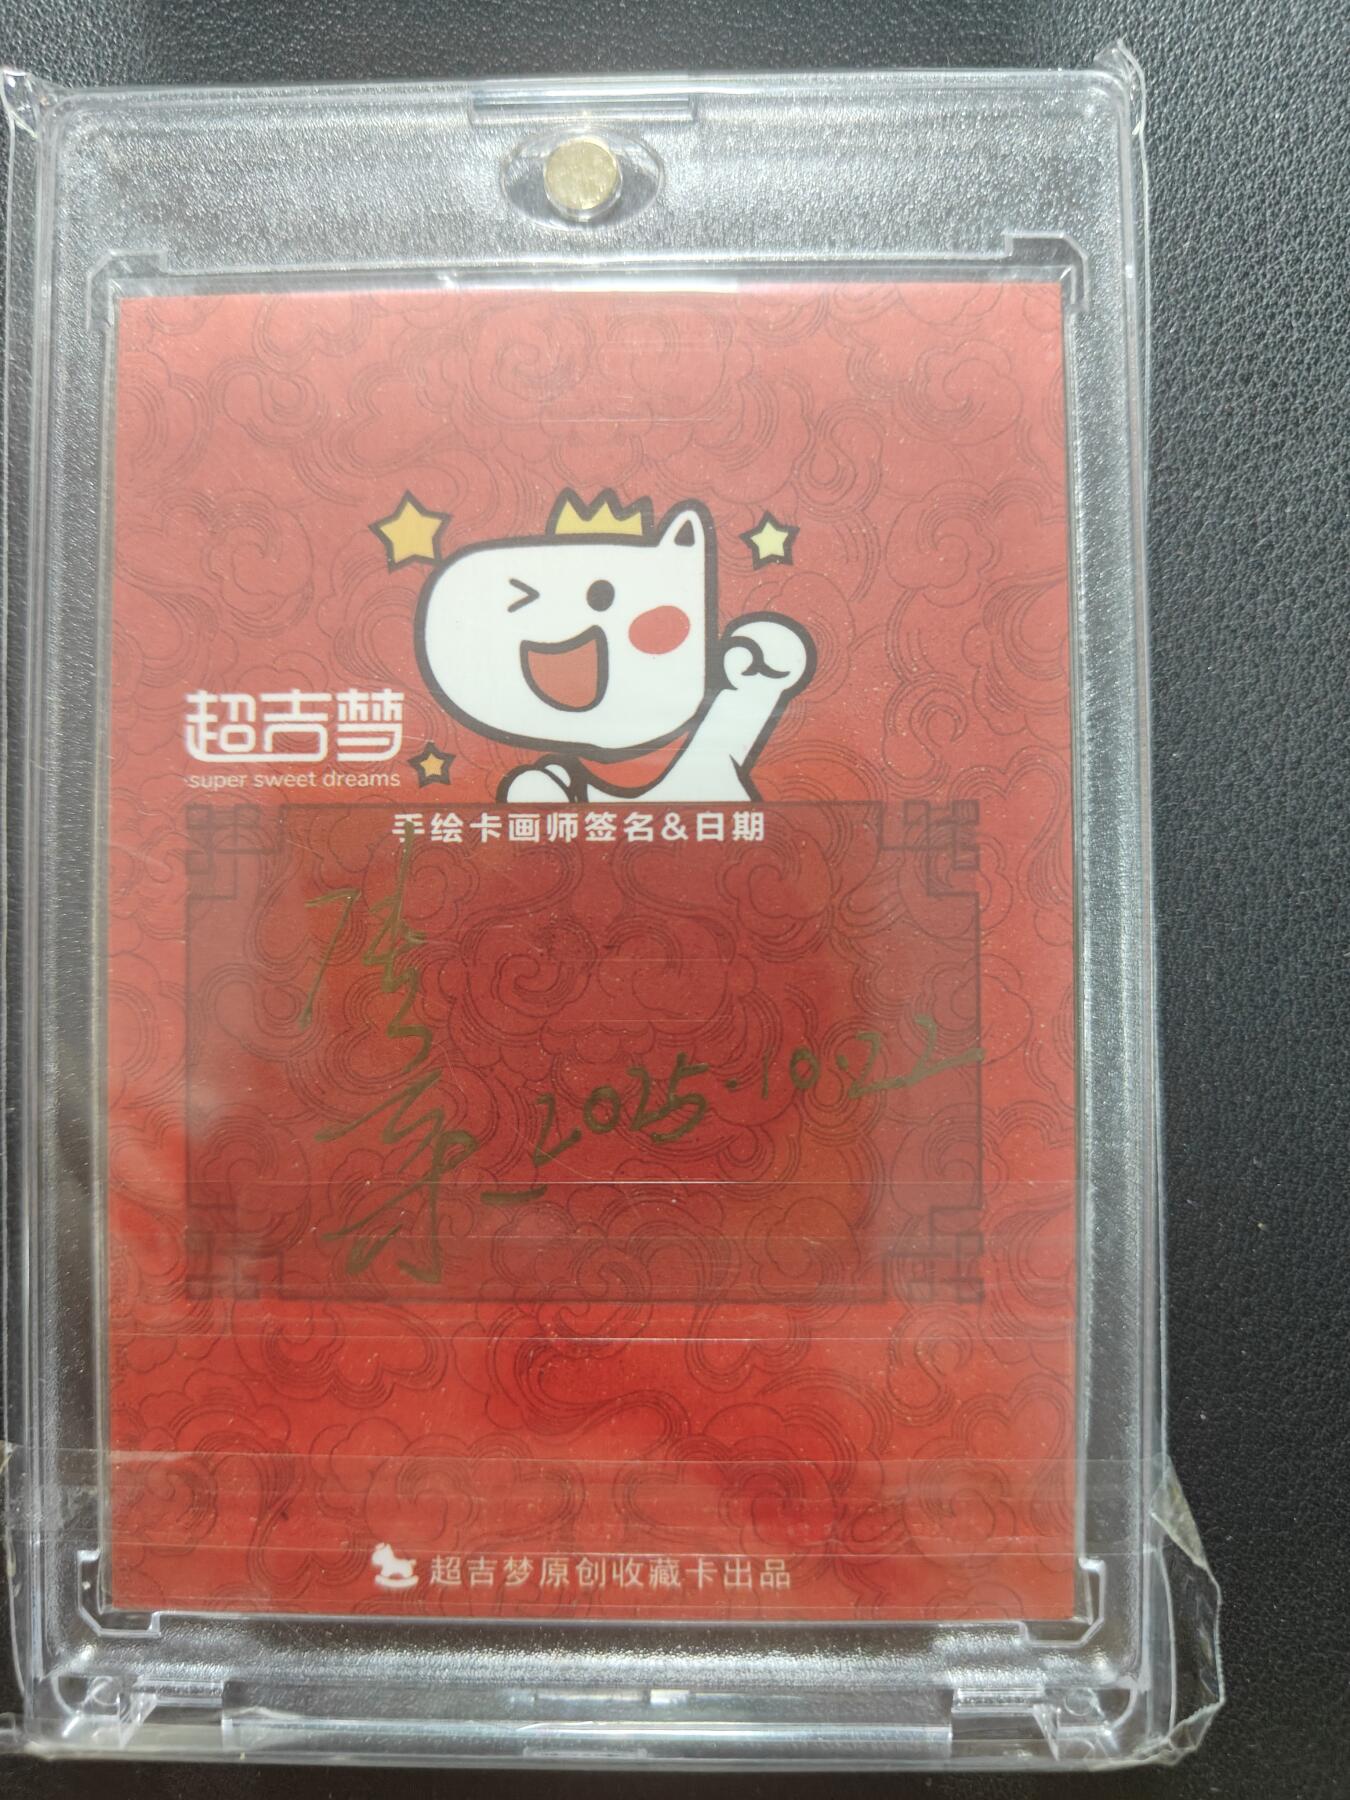 超吉梦
super sweet dreams
手绘卡画师签名&日期
2025.10.22
超吉梦原创收藏卡出品